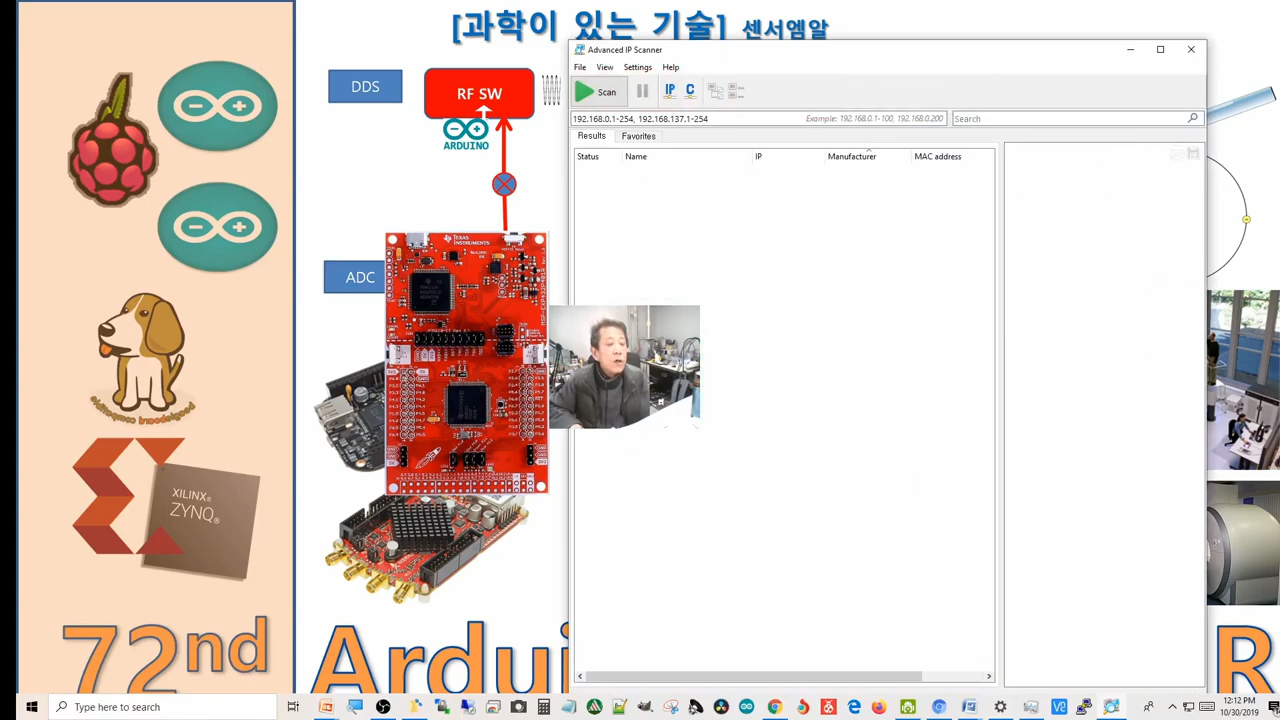 [과학이 있는 기술] 센서엠알
DDS
RF SW
ARDUINO
ADC
TEXAS INSTRUMENTS
XILINX®
ZYNQ®
72nd
Ardui
R
Advanced IP Scanner
File View Settings Help
Scan
IP C
192.168.0.1-254, 192.168.137.1-254
Example: 192.168.0.1-100, 192.168.0.200
Search
Results Favorites
Status Name IP Manufacturer MAC address
Type here to search
12:12 PM
10/30/2019